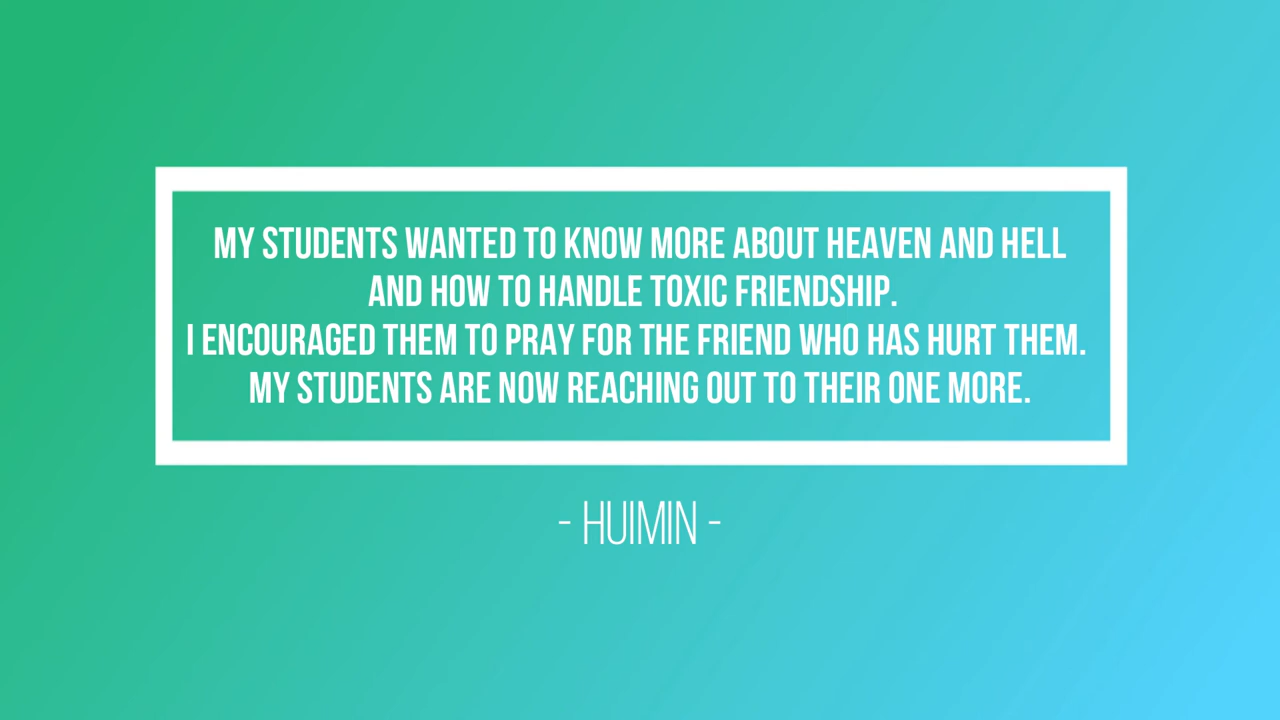 MY STUDENTS WANTED TO KNOW MORE ABOUT HEAVEN AND HELL
AND HOW TO HANDLE TOXIC FRIENDSHIP.
I ENCOURAGED THEM TO PRAY FOR THE FRIEND WHO HAS HURT THEM.
MY STUDENTS ARE NOW REACHING OUT TO THEIR ONE MORE.
- HUIMIN -